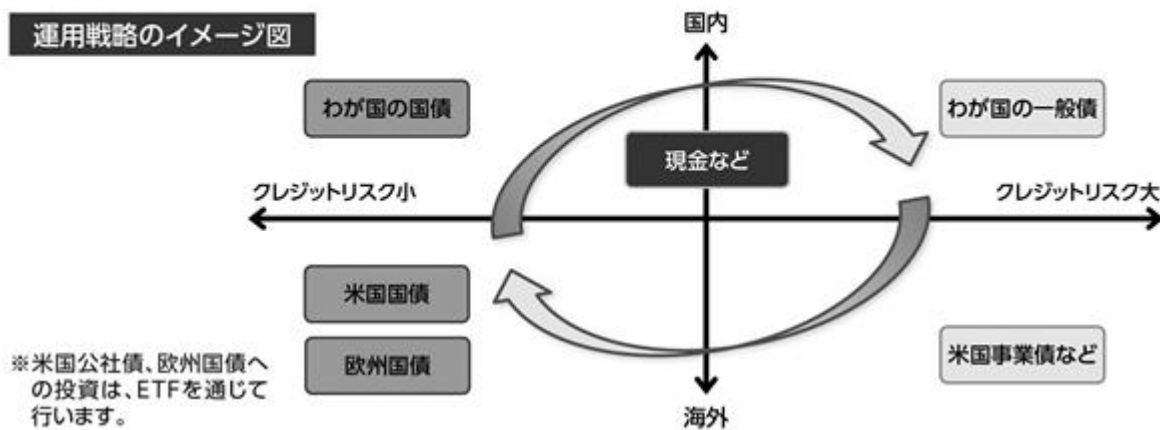 運用戦略のイメージ図
国内
わが国の国債
わが国の一般債
現金など
クレジットリスク小
クレジットリスク大
米国国債
欧州国債
米国事業債など
※米国公社債、欧州国債へ
の投資は、ETFを通じて
行います。
海外